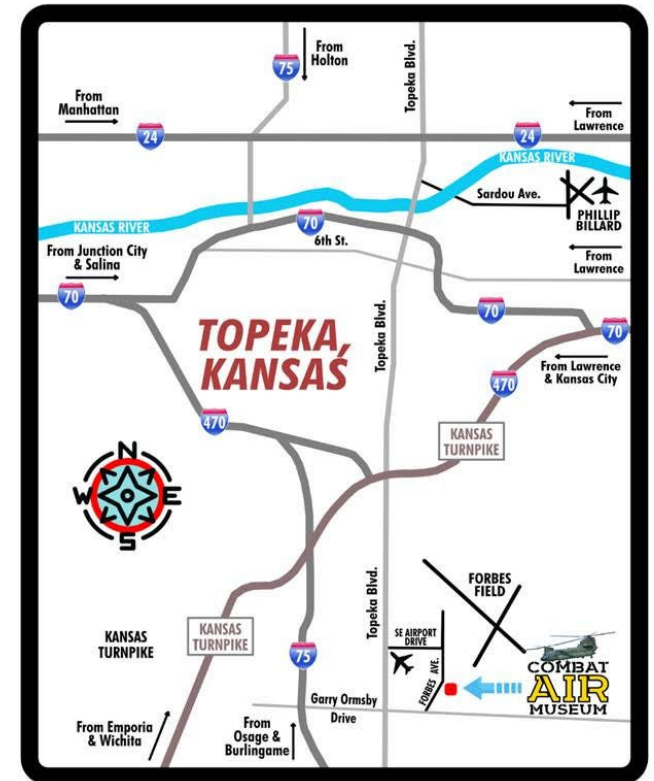 From
Holton
75
Topeka Blvd.
From
Manhattan
24
24
From
Lawrence
KANSAS RIVER
Sardou Ave.
PHILLIP
BILLARD
KANSAS RIVER
70
6th St.
From Junction City
& Salina
From
Lawrence
70
70
70
TOPEKA,
KANSAS
Topeka Blvd.
From Lawrence
& Kansas City
470
470
KANSAS
TURNPIKE
N
W
E
S
FORBES
FIELD
Topeka Blvd.
SE AIRPORT
DRIVE
KANSAS
TURNPIKE
KANSAS
TURNPIKE
75
FORBES AVE.
COMBAT
AIR
MUSEUM
Garry Ormsby
Drive
From Emporia
& Wichita
From
Osage &
Burlingame